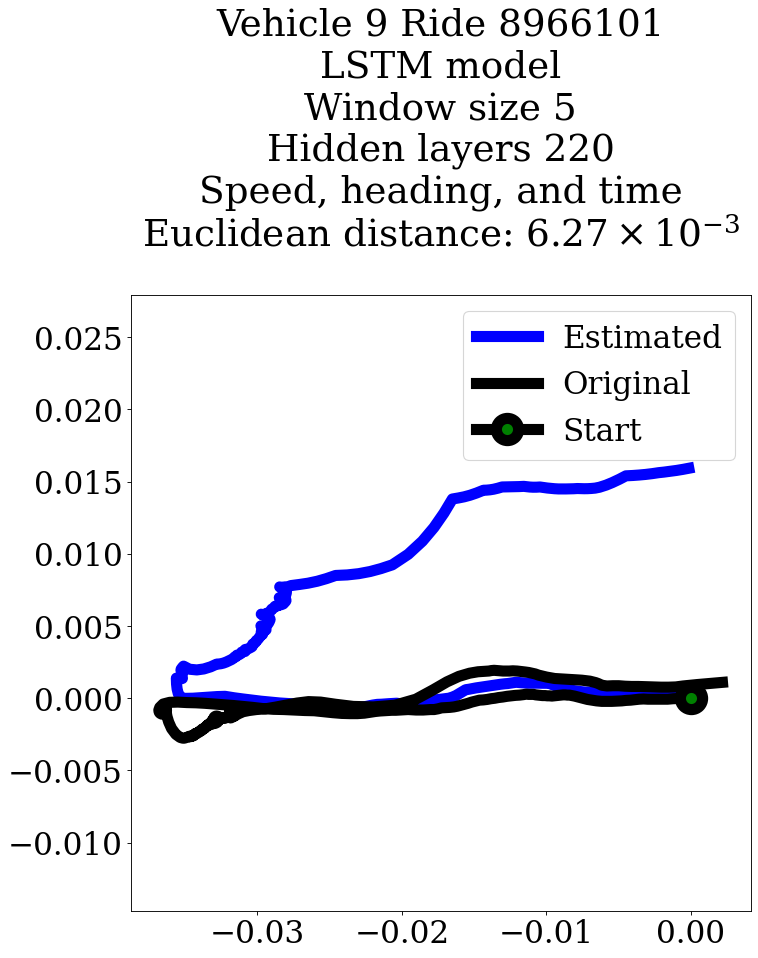 Vehicle 9 Ride 8966101
LSTM model
Window size 5
Hidden layers 220
Speed, heading, and time
Euclidean distance: 6.27 × 10⁻³
Estimated
Original
Start
0.025
0.020
0.015
0.010
0.005
0.000
−0.005
−0.010
−0.03 −0.02 −0.01 0.00